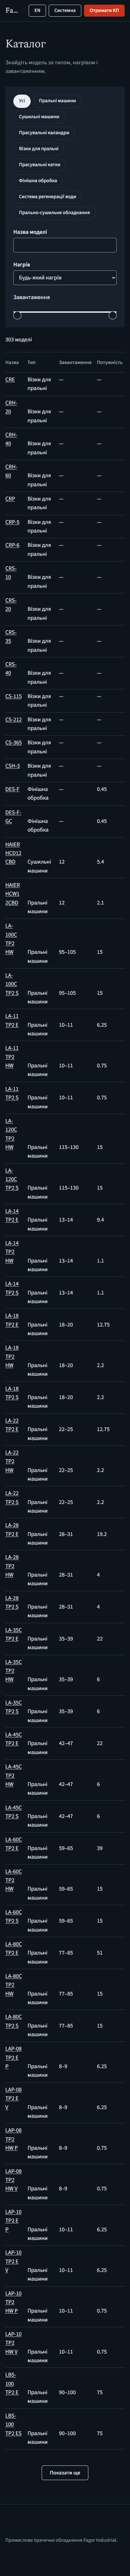 Fa...
EN
Системна
Отримати КП
Каталог
Знайдіть модель за типом, нагрівом і завантаженням.
Усі
Пральні машини
Сушильні машини
Прасувальні каландри
Візки для пральні
Прасувальні катки
Фінішна обробка
Система регенерації води
Прально-сушильне обладнання
Назва моделі
Нагрів
Будь-який нагрів
Завантаження
303 моделі
Назва Тип Завантаження Потужність
CRE Візки для пральні — —
CRH-20 Візки для пральні — —
CRH-40 Візки для пральні — —
CRH-60 Візки для пральні — —
CRP Візки для пральні — —
CRP-5 Візки для пральні — —
CRP-6 Візки для пральні — —
CRS-10 Візки для пральні — —
CRS-20 Візки для пральні — —
CRS-35 Візки для пральні — —
CRS-40 Візки для пральні — —
CS-115 Візки для пральні — —
CS-212 Візки для пральні — —
CS-365 Візки для пральні — —
CSH-3 Візки для пральні — —
DES-F Фінішна обробка — 0.45
DES-F-GC Фінішна обробка — 0.45
HAIER HCD12 CBD Сушильні машини 12 5.4
HAIER HCW12CBD Пральні машини 12 2.1
LA-100C TP2 HW Пральні машини 95–105 15
LA-100C TP2 S Пральні машини 95–105 15
LA-11 TP2 E Пральні машини 10–11 6.25
LA-11 TP2 HW Пральні машини 10–11 0.75
LA-11 TP2 S Пральні машини 10–11 0.75
LA-120C TP2 HW Пральні машини 115–130 15
LA-120C TP2 S Пральні машини 115–130 15
LA-14 TP2 E Пральні машини 13–14 9.4
LA-14 TP2 HW Пральні машини 13–14 1.1
LA-14 TP2 S Пральні машини 13–14 1.1
LA-18 TP2 E Пральні машини 18–20 12.75
LA-18 TP2 HW Пральні машини 18–20 2.2
LA-18 TP2 S Пральні машини 18–20 2.2
LA-22 TP2 E Пральні машини 22–25 12.75
LA-22 TP2 HW Пральні машини 22–25 2.2
LA-22 TP2 S Пральні машини 22–25 2.2
LA-28 TP2 E Пральні машини 28–31 19.2
LA-28 TP2 HW Пральні машини 28–31 4
LA-28 TP2 S Пральні машини 28–31 4
LA-35C TP2 E Пральні машини 35–39 22
LA-35C TP2 HW Пральні машини 35–39 6
LA-35C TP2 S Пральні машини 35–39 6
LA-45C TP2 E Пральні машини 42–47 22
LA-45C TP2 HW Пральні машини 42–47 6
LA-45C TP2 S Пральні машини 42–47 6
LA-60C TP2 E Пральні машини 59–65 39
LA-60C TP2 HW Пральні машини 59–65 15
LA-60C TP2 S Пральні машини 59–65 15
LA-80C TP2 E Пральні машини 77–85 51
LA-80C TP2 HW Пральні машини 77–85 15
LA-80C TP2 S Пральні машини 77–85 15
LAP-08 TP2 E P Пральні машини 8–9 6.25
LAP-08 TP2 E V Пральні машини 8–9 6.25
LAP-08 TP2 HW P Пральні машини 8–9 0.75
LAP-08 TP2 HW V Пральні машини 8–9 0.75
LAP-10 TP2 E P Пральні машини 10–11 6.25
LAP-10 TP2 E V Пральні машини 10–11 6.25
LAP-10 TP2 HW P Пральні машини 10–11 0.75
LAP-10 TP2 HW V Пральні машини 10–11 0.75
LBS-100 TP2 E Пральні машини 90–100 75
LBS-100 TP2 ES Пральні машини 90–100 75
Показати ще
Промислове пральне обладнання Fagor Industrial.